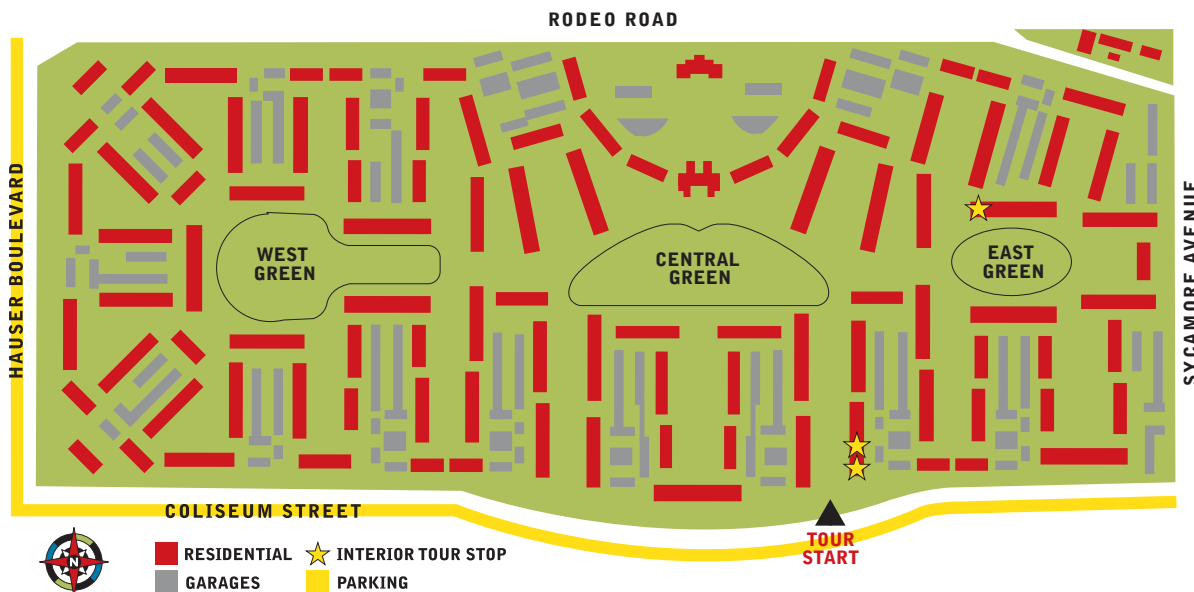 RODEO ROAD
HAUSER BOULEVARD
SYCAMORE AVENUE
WEST
GREEN
CENTRAL
GREEN
EAST
GREEN
COLISEUM STREET
TOUR
START
N
RESIDENTIAL
INTERIOR TOUR STOP
GARAGES
PARKING